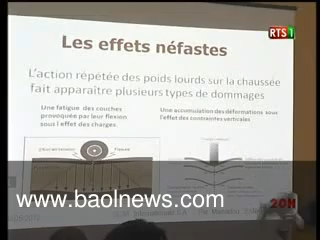 RTS1
Les effets néfastes
L'action répétée des poids lourds sur la chaussée
fait apparaître plusieurs types de dommages
Une fatigue des couches
provoquée par leur flexion
sous l effet des charges.
Une accumulation des déformations sous
l'effet des contraintes verticales
www.baolnews.com
20H